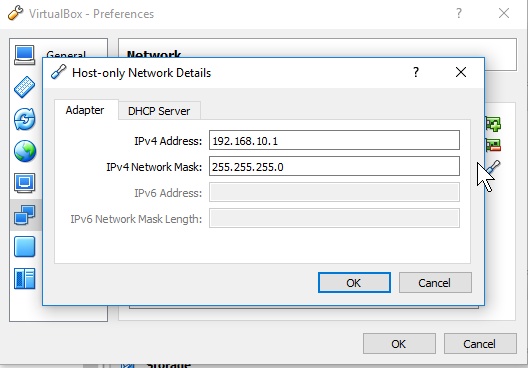 VirtualBox - Preferences
General
Network
Host-only Network Details
Adapter
DHCP Server
IPv4 Address: 192.168.10.1
IPv4 Network Mask: 255.255.255.0
IPv6 Address:
IPv6 Network Mask Length:
OK Cancel
OK Cancel
Storage